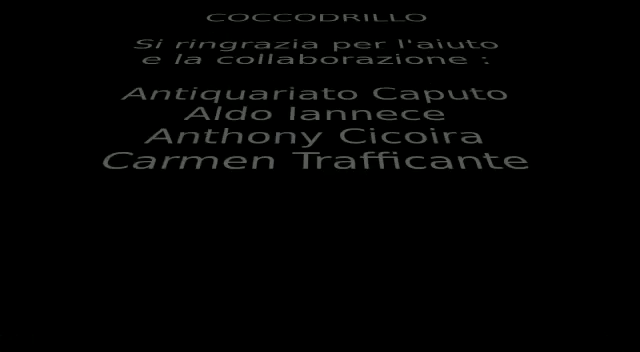 COCCODRILLO
Si ringrazia per l'aiuto
e la collaborazione :
Antiquariato Caputo
Aldo Iannece
Anthony Cicoira
Carmen Trafficante